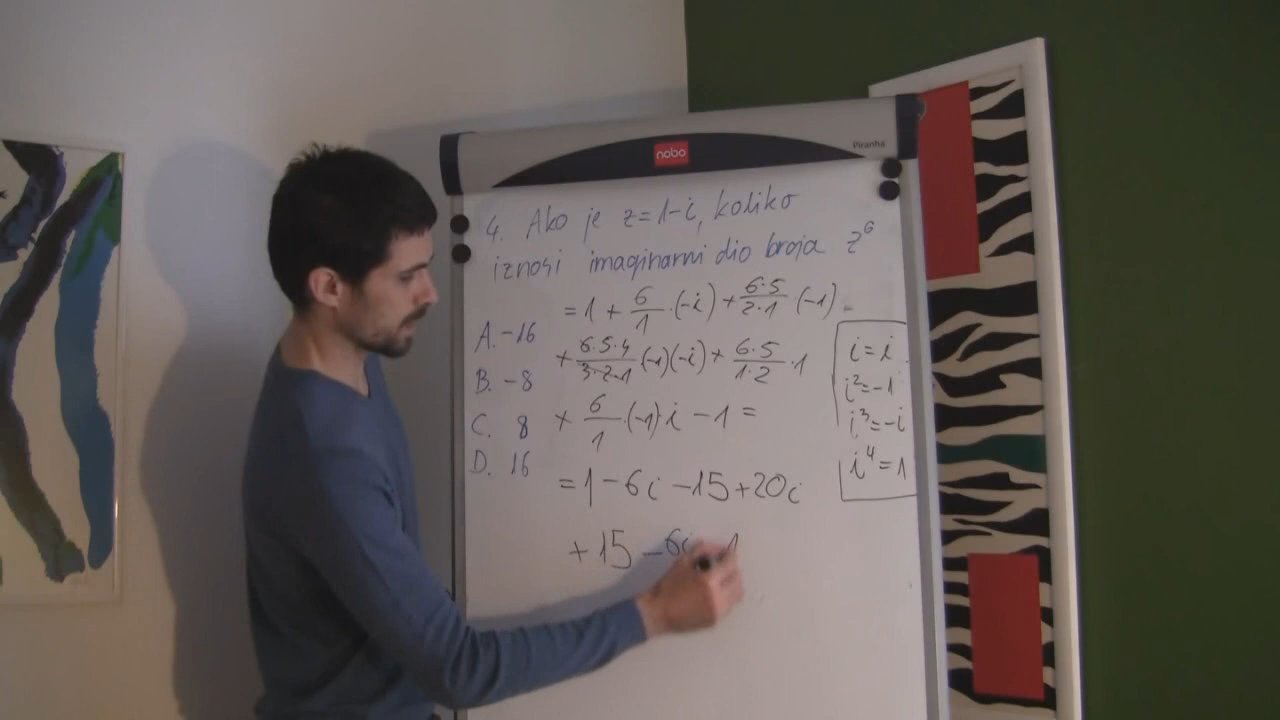 nobo
Piranha
4. Ako je z=1-i, koliko
iznosi imaginarni dio broja z⁶
=1+6/1·(-i)+6·5/2·1(-1)
+6·5·4/3·2·1(-1)(-i)+6·5/1·2·1
+6/1·(-1)·i-1=
=1-6i-15+20i
+15-6i-1
A. -16
B. -8
C. 8
D. 16
i=i
i²=-1
i³=-i
i⁴=1